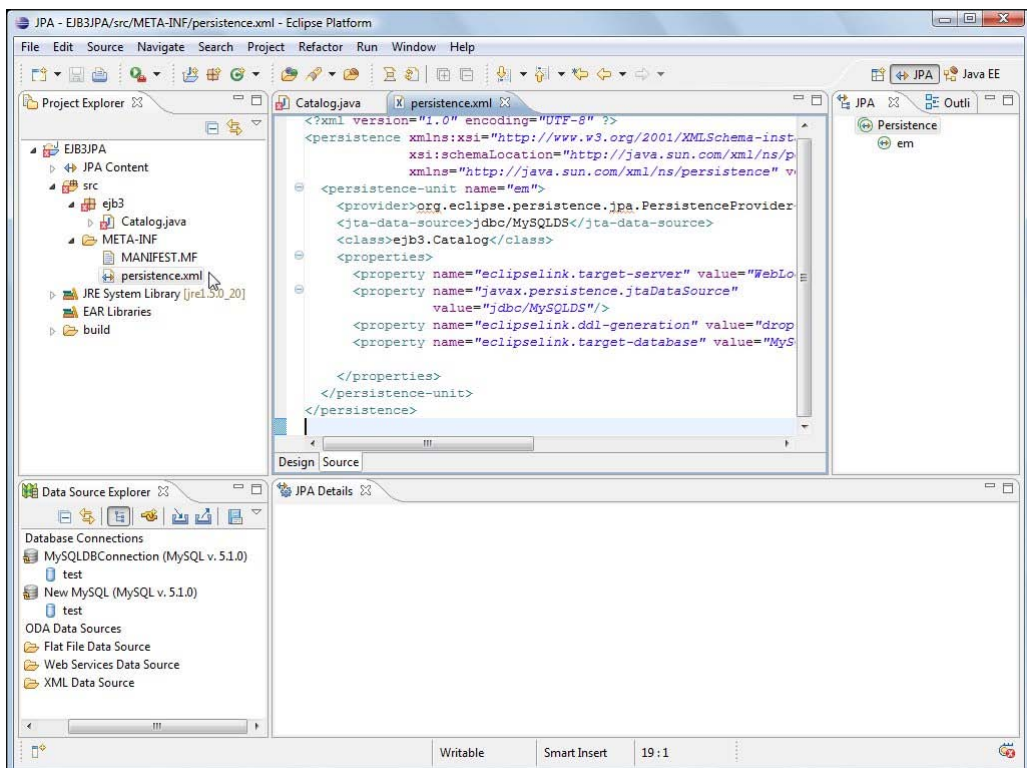 JPA - EJB3JPA/src/META-INF/persistence.xml - Eclipse Platform
File Edit Source Navigate Search Project Refactor Run Window Help
JPA Java EE
Project Explorer
EJB3JPA
JPA Content
src
ejb3
Catalog.java
META-INF
MANIFEST.MF
persistence.xml
JRE System Library [jre1.5.0_20]
EAR Libraries
build
Catalog.java persistence.xml
<?xml version="1.0" encoding="UTF-8" ?>
<persistence xmlns:xsi="http://www.w3.org/2001/XMLSchema-inst
xsi:schemaLocation="http://java.sun.com/xml/ns/p
xmlns="http://java.sun.com/xml/ns/persistence" v
<persistence-unit name="em">
<provider>org.eclipse.persistence.jpa.PersistenceProvider
<jta-data-source>jdbc/MySQLDS</jta-data-source>
<class>ejb3.Catalog</class>
<properties>
<property name="eclipselink.target-server" value="WebLo
<property name="javax.persistence.jtaDataSource"
value="jdbc/MySQLDS"/>
<property name="eclipselink.ddl-generation" value="drop
<property name="eclipselink.target-database" value="MyS
</properties>
</persistence-unit>
</persistence>
Design Source
JPA Outli
Persistence
em
Data Source Explorer
Database Connections
MySQLDBConnection (MySQL v. 5.1.0)
test
New MySQL (MySQL v. 5.1.0)
test
ODA Data Sources
Flat File Data Source
Web Services Data Source
XML Data Source
JPA Details
Writable Smart Insert 19 : 1